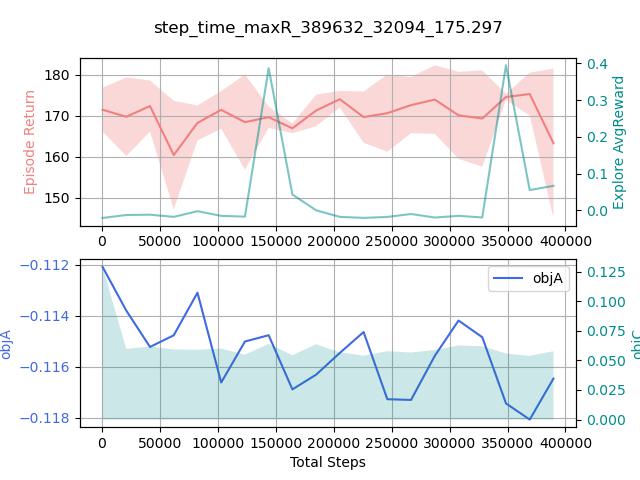 step_time_maxR_389632_32094_175.297
Episode Return
180
170
160
150
0.4
0.3
0.2
0.1
0.0
Explore AvgReward
0 50000 100000 150000 200000 250000 300000 350000 400000
objA
−0.112
−0.114
−0.116
−0.118
objA
0.125
0.100
0.075
0.050
0.025
0.000
objC
0 50000 100000 150000 200000 250000 300000 350000 400000
Total Steps